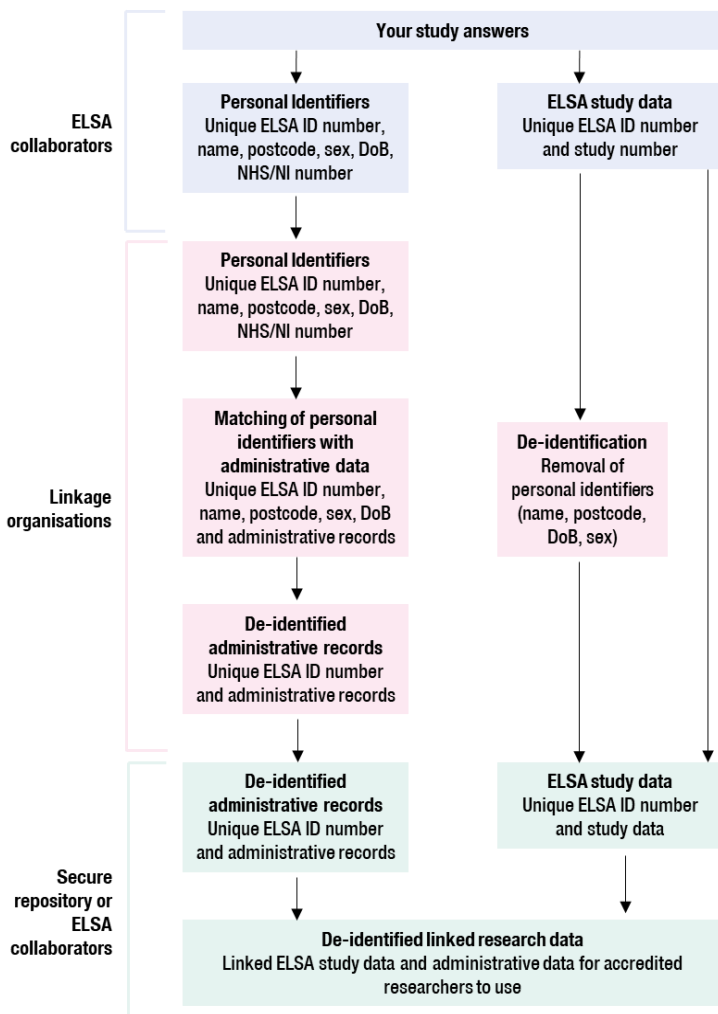 Your study answers
ELSA
collaborators
Personal Identifiers
Unique ELSA ID number,
name, postcode, sex, DoB,
NHS/NI number
ELSA study data
Unique ELSA ID number
and study number
Linkage
organisations
Personal Identifiers
Unique ELSA ID number,
name, postcode, sex, DoB,
NHS/NI number
Matching of personal
identifiers with
administrative data
Unique ELSA ID number,
name, postcode, sex, DoB
and administrative records
De-identification
Removal of
personal identifiers
(name, postcode,
DoB, sex)
De-identified
administrative records
Unique ELSA ID number
and administrative records
Secure
repository or
ELSA
collaborators
De-identified
administrative records
Unique ELSA ID number
and administrative records
ELSA study data
Unique ELSA ID number
and study data
De-identified linked research data
Linked ELSA study data and administrative data for accredited
researchers to use